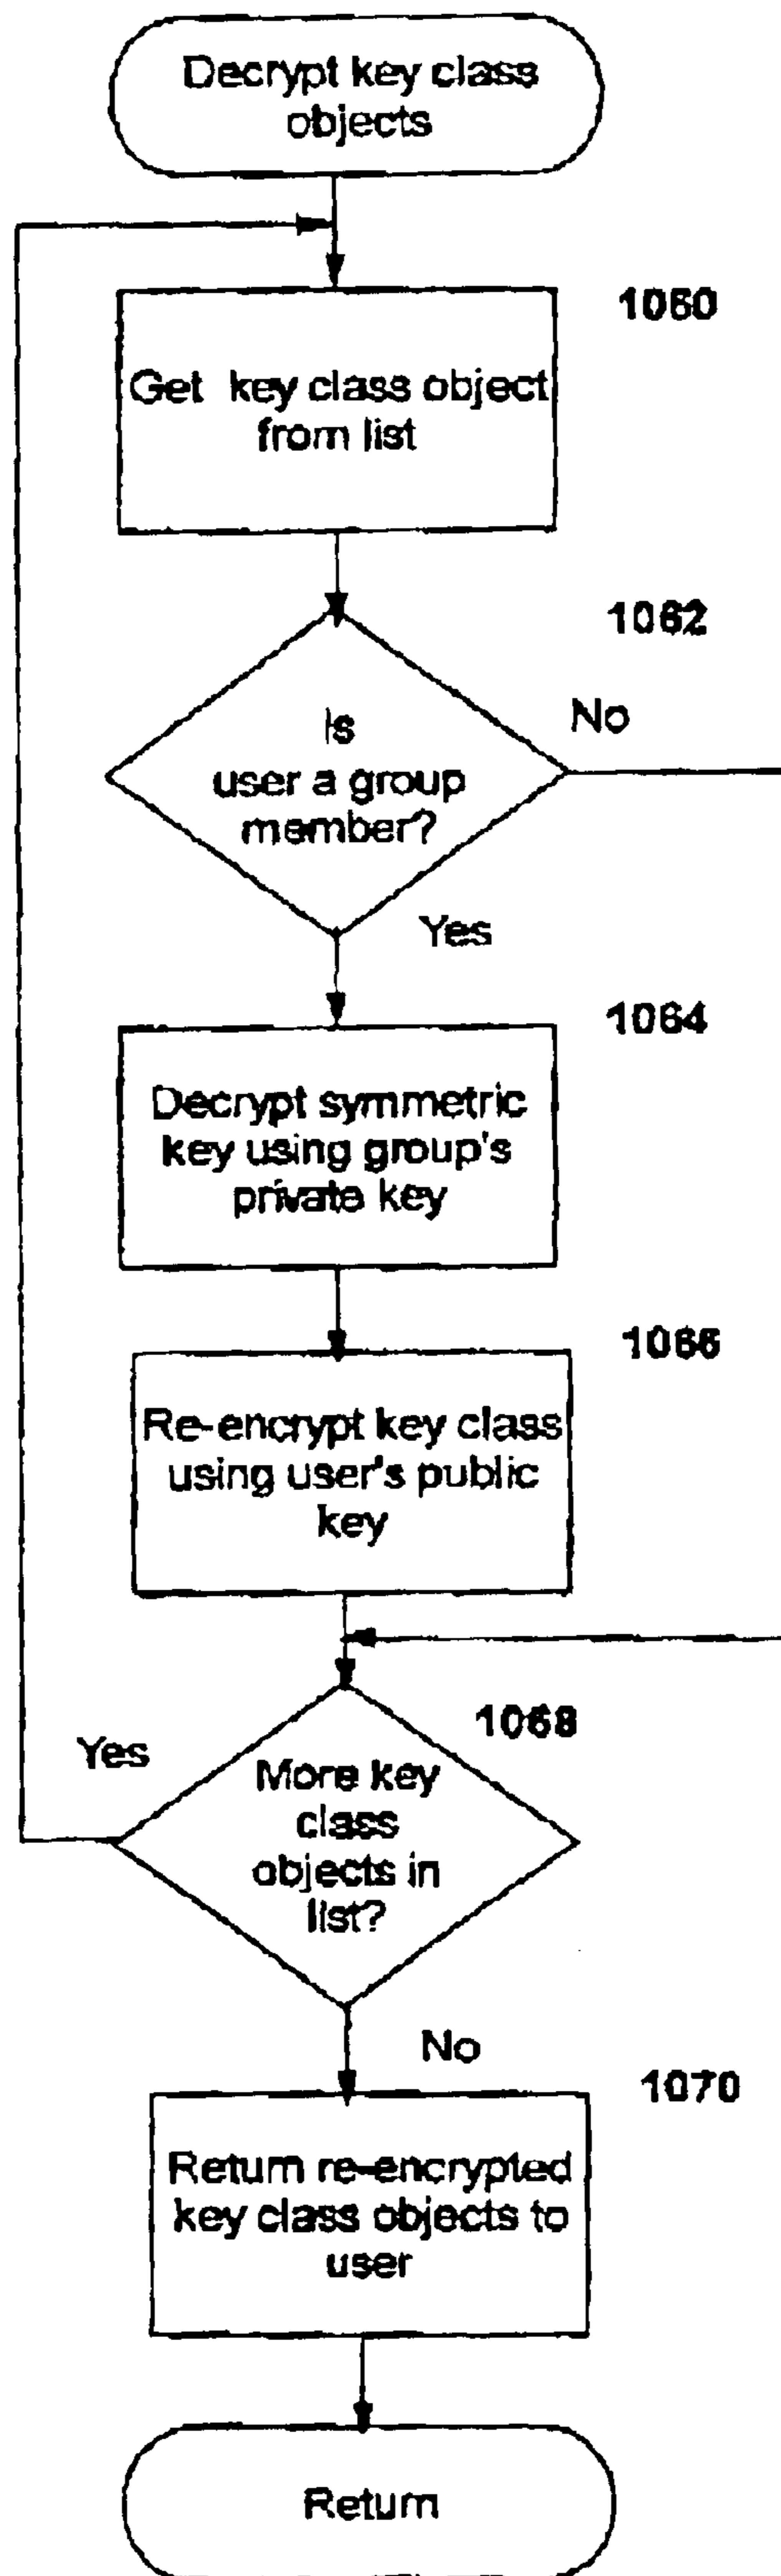 Decrypt key class
objects
1060
Get key class object
from list
1062
Is
user a group
member?
No
Yes
1064
Decrypt symmetric
key using group's
private key
1066
Re-encrypt key class
using user's public
key
1068
Yes
More key
class
objects in
list?
No
1070
Return re-encrypted
key class objects to
user
Return